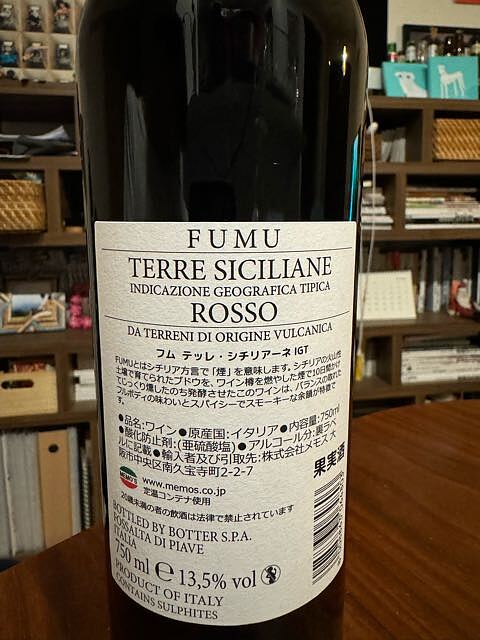 FUMU
TERRE SICILIANE
INDICAZIONE GEOGRAFICA TIPICA
ROSSO
DA TERRENI DI ORIGINE VULCANICA
フム テッレ・シチリアーネ IGT
FUMUとはシチリア方言で「煙」を意味します。シチリアの火山性
土壌で育てられたブドウを、ワイン樽を燃やした煙で10日間かけ
てじっくり燻したのち発酵させたこのワインは、バランスの取れた
フルボディの味わいとスパイシーでスモーキーな余韻が特徴で
す。
●品名:ワイン●原産国:イタリア●内容量:750ml
●酸化防止剤:(亜硫酸塩)●アルコール分:裏ラベ
ルに記載●輸入者及び引取先:株式会社メモス 大
阪市中央区南久宝寺町2-2-7
果実酒
MEMO'S
www.memos.co.jp
定温コンテナ使用
20歳未満の者の飲酒は法律で禁止されています
BOTTLED BY BOTTER S.P.A.
FOSSALTA DI PIAVE
ITALIA
750 ml ℮ 13,5% vol
PRODUCT OF ITALY
CONTAINS SULPHITES